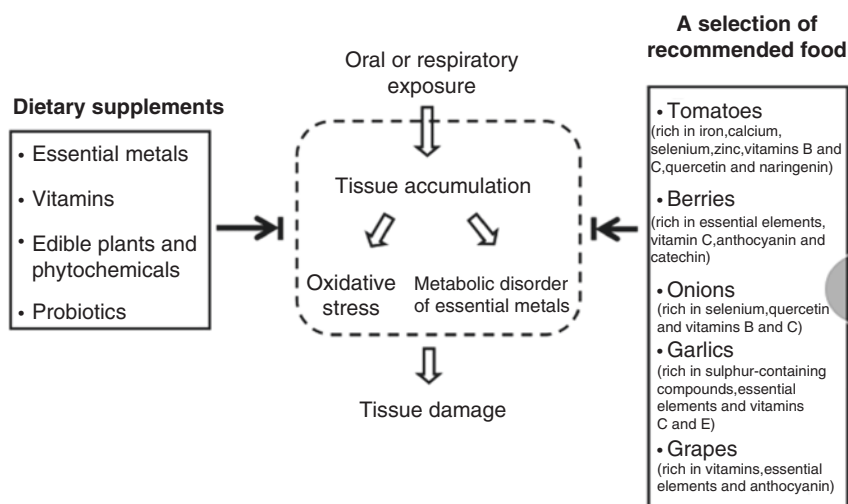 Dietary supplements
• Essential metals
• Vitamins
• Edible plants and
phytochemicals
• Probiotics
Oral or respiratory
exposure
Tissue accumulation
Oxidative
stress
Metabolic disorder
of essential metals
Tissue damage
A selection of
recommended food
• Tomatoes
(rich in iron,calcium,
selenium,zinc,vitamins B and
C,quercetin and naringenin)
• Berries
(rich in essential elements,
vitamin C,anthocyanin and
catechin)
• Onions
(rich in selenium,quercetin
and vitamins B and C)
• Garlics
(rich in sulphur-containing
compounds,essential
elements and vitamins
C and E)
• Grapes
(rich in vitamins,essential
elements and anthocyanin)